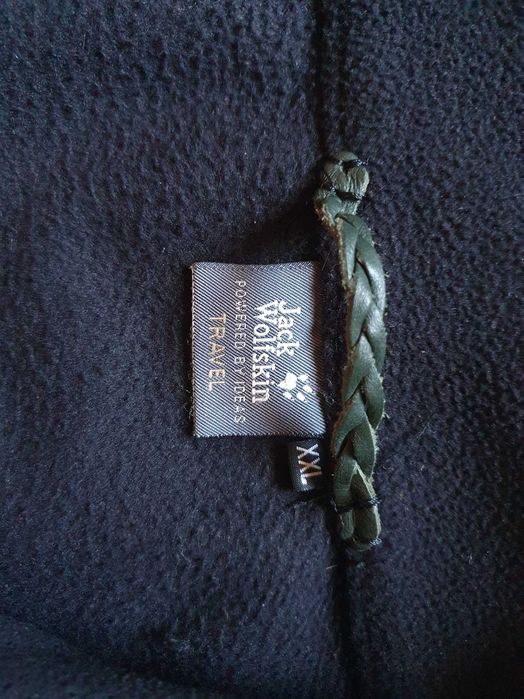 Jack
Wolfskin
POWERED BY IDEAS
TRAVEL
XXL